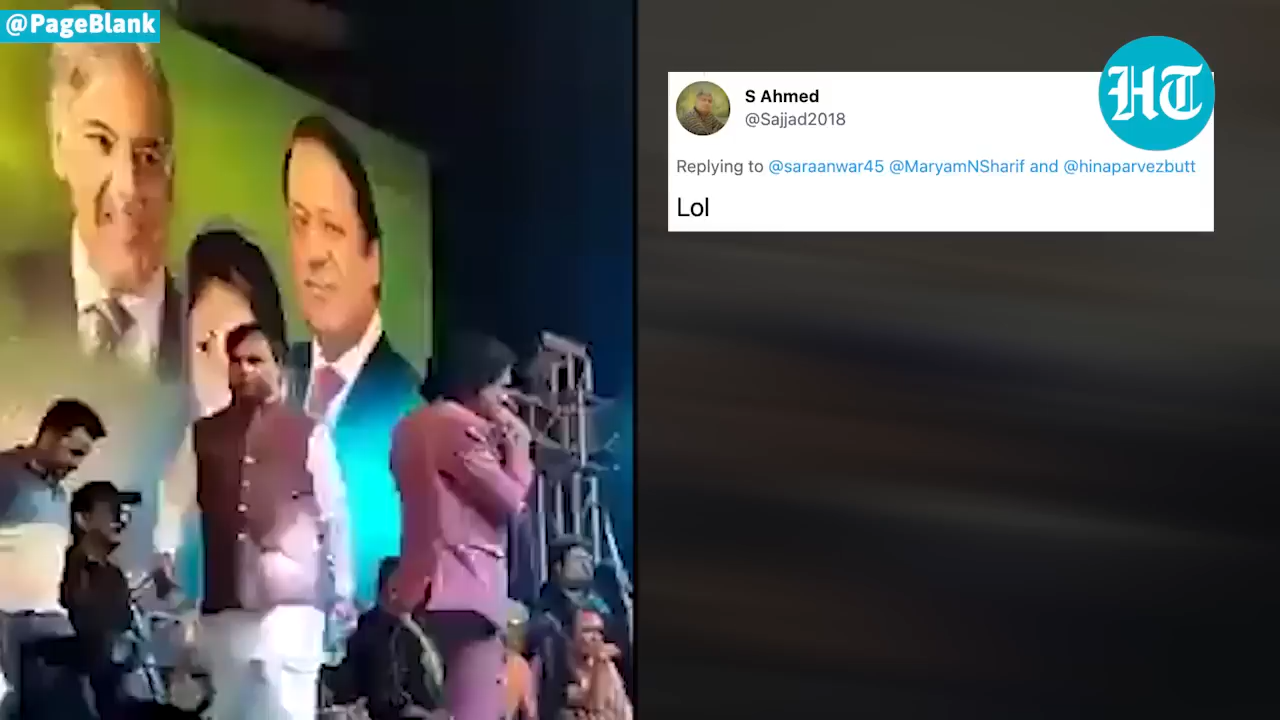 @PageBlank
HT
S Ahmed
@Sajjad2018
Replying to @saraanwar45 @MaryamNSharif and @hinaparvezbutt
Lol